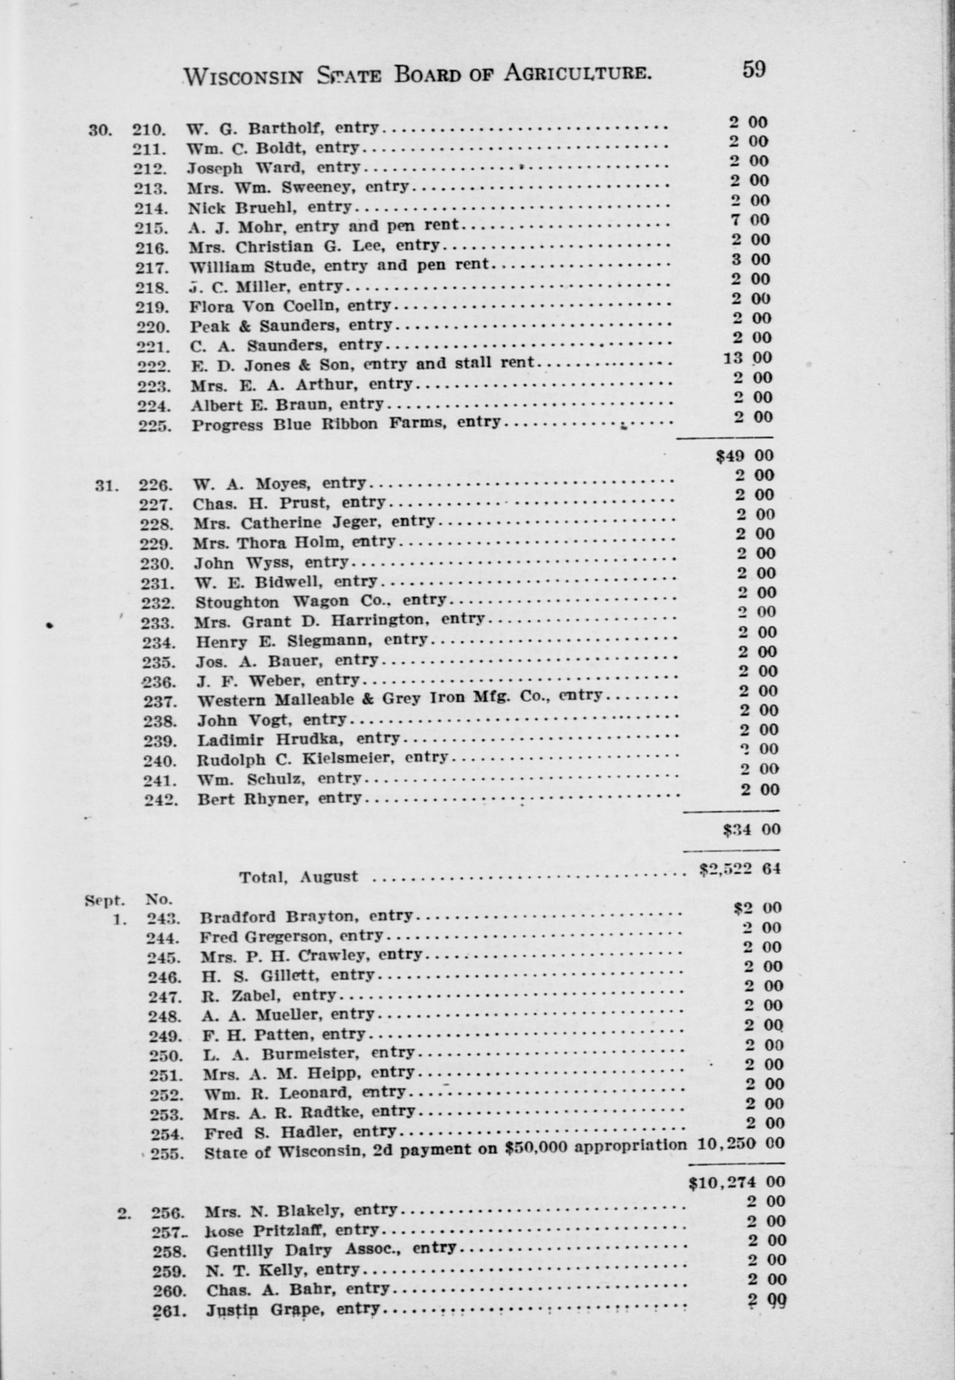 WISCONSIN STATE BOARD OF AGRICULTURE. 59
30. 210. W. G. Bartholf, entry.............................. 2 00
211. Wm. C. Boldt, entry................................ 2 00
212. Joseph Ward, entry................................ 2 00
213. Mrs. Wm. Sweeney, entry........................... 2 00
214. Nick Bruehl, entry................................. 2 00
215. A. J. Mohr, entry and pen rent...................... 7 00
216. Mrs. Christian G. Lee, entry........................ 2 00
217. William Stude, entry and pen rent................... 3 00
218. J. C. Miller, entry.................................. 2 00
219. Flora Von Coelln, entry............................. 2 00
220. Peak & Saunders, entry............................. 2 00
221. C. A. Saunders, entry.............................. 2 00
222. E. D. Jones & Son, entry and stall rent............... 13 00
223. Mrs. E. A. Arthur, entry........................... 2 00
224. Albert E. Braun, entry.............................. 2 00
225. Progress Blue Ribbon Farms, entry.................. 2 00
$49 00
31. 226. W. A. Moyes, entry................................ 2 00
227. Chas. H. Prust, entry.............................. 2 00
228. Mrs. Catherine Jeger, entry......................... 2 00
229. Mrs. Thora Holm, entry............................. 2 00
230. John Wyss, entry.................................. 2 00
231. W. E. Bidwell, entry............................... 2 00
232. Stoughton Wagon Co., entry........................ 2 00
233. Mrs. Grant D. Harrington, entry.................... 2 00
234. Henry E. Siegmann, entry.......................... 2 00
235. Jos. A. Bauer, entry............................... 2 00
236. J. F. Weber, entry................................. 2 00
237. Western Malleable & Grey Iron Mfg. Co., entry........ 2 00
238. John Vogt, entry................................... 2 00
239. Ladimir Hrudka, entry............................. 2 00
240. Rudolph C. Kielsmeier, entry........................ 2 00
241. Wm. Schulz, entry................................. 2 00
242. Bert Rhyner, entry................................. 2 00
$34 00
Total, August ................................. $2,522 64
Sept. No.
1. 243. Bradford Brayton, entry............................ $2 00
244. Fred Gregerson, entry............................... 2 00
245. Mrs. P. H. Crawley, entry........................... 2 00
246. H. S. Gillett, entry................................ 2 00
247. R. Zabel, entry.................................... 2 00
248. A. A. Mueller, entry................................ 2 00
249. F. H. Patten, entry................................. 2 00
250. L. A. Burmeister, entry............................ 2 00
251. Mrs. A. M. Heipp, entry............................ 2 00
252. Wm. R. Leonard, entry............................. 2 00
253. Mrs. A. R. Radtke, entry............................ 2 00
254. Fred S. Hadler, entry.............................. 2 00
255. State of Wisconsin, 2d payment on $50,000 appropriation 10,250 00
$10,274 00
2. 256. Mrs. N. Blakely, entry.............................. 2 00
257. Rose Pritzlaff, entry................................ 2 00
258. Gentilly Dairy Assoc., entry........................ 2 00
259. N. T. Kelly, entry.................................. 2 00
260. Chas. A. Bahr, entry............................... 2 00
261. Justin Grape, entry................................ 2 00